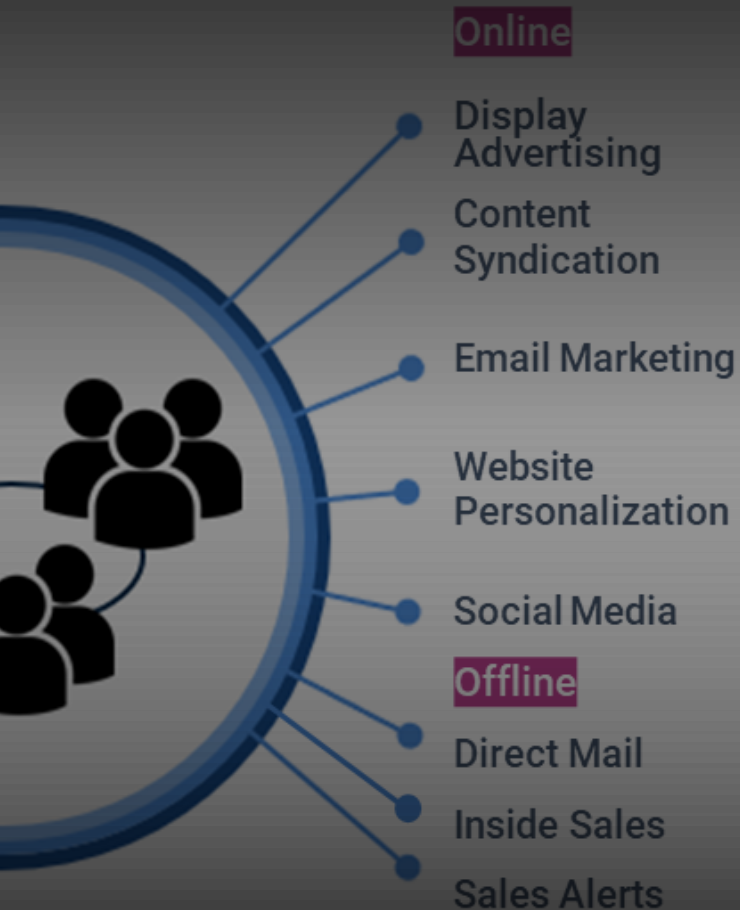 Online
Display
Advertising
Content
Syndication
Email Marketing
Website
Personalization
Social Media
Offline
Direct Mail
Inside Sales
Sales Alerts